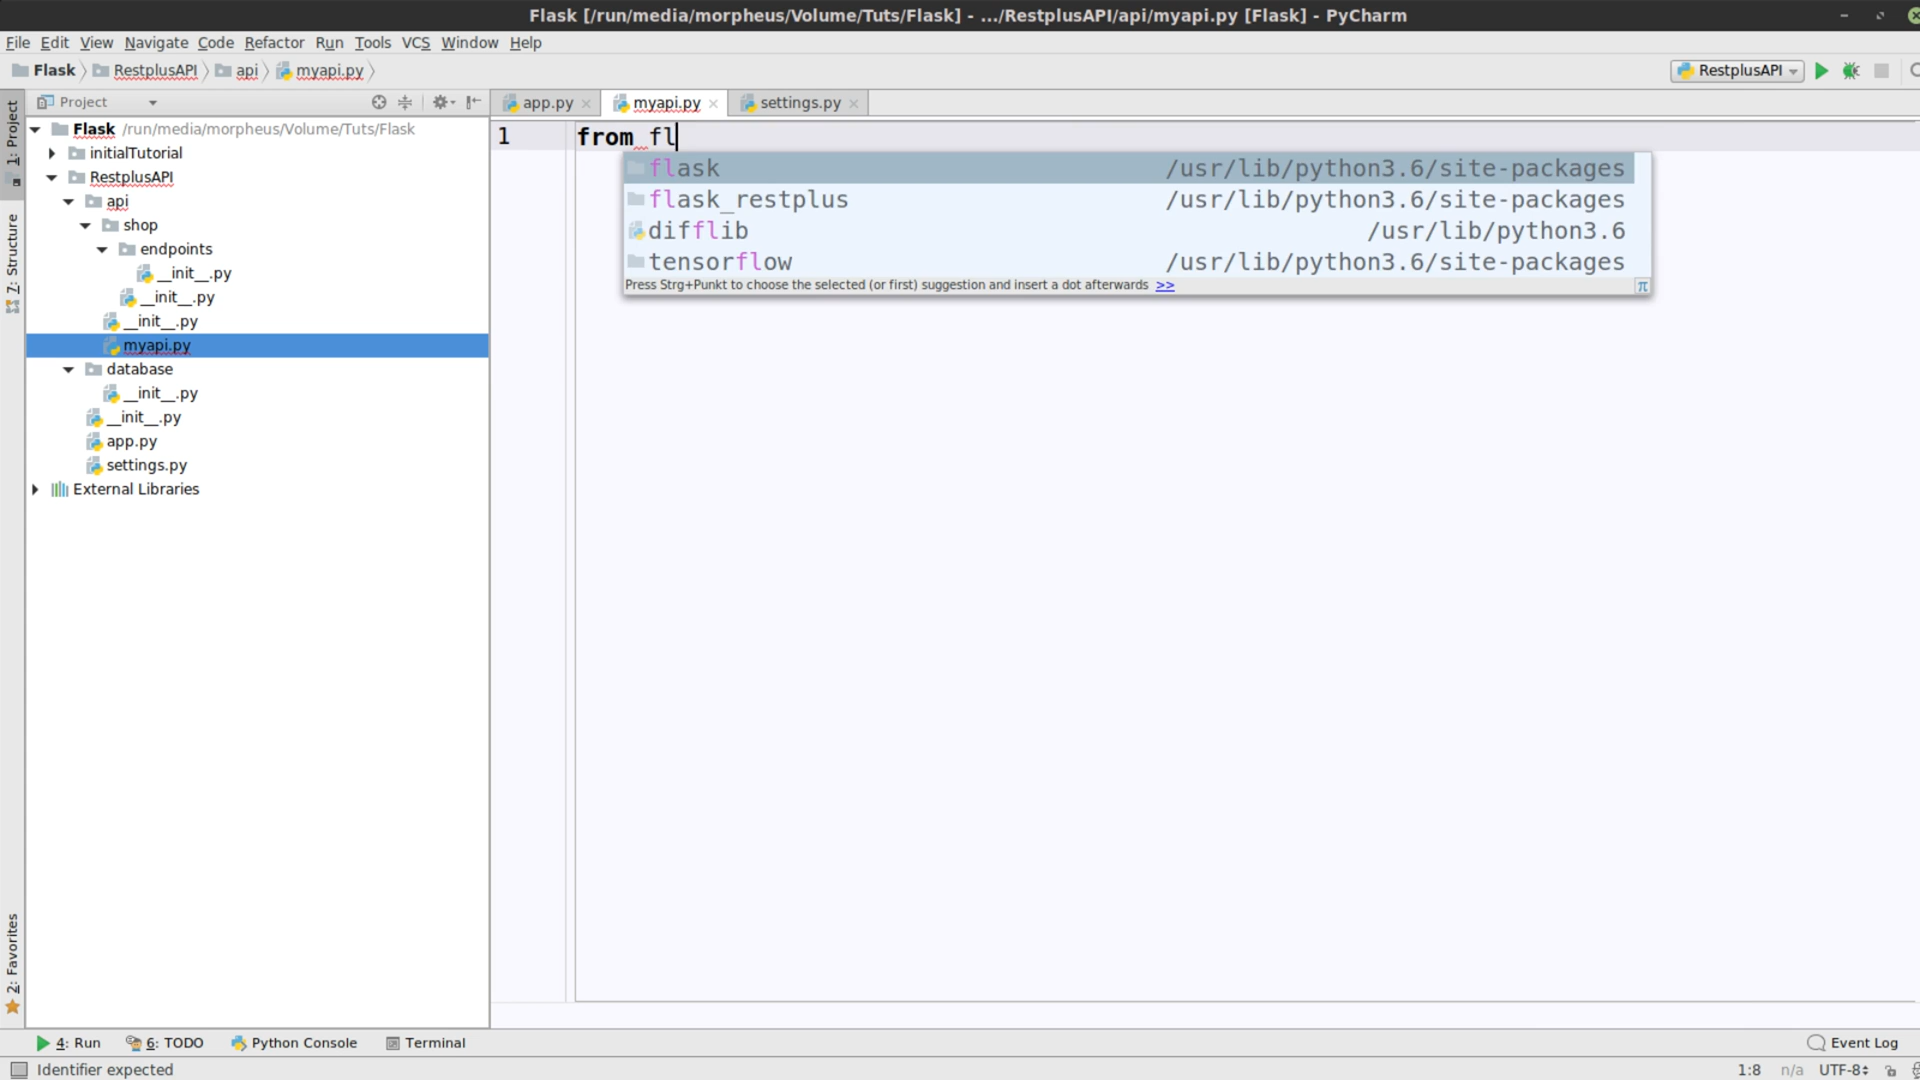 Flask [/run/media/morpheus/Volume/Tuts/Flask] - .../RestplusAPI/api/myapi.py [Flask] - PyCharm
File Edit View Navigate Code Refactor Run Tools VCS Window Help
Flask RestplusAPI api myapi.py RestplusAPI
Project app.py myapi.py settings.py
1: Project
7: Structure
2: Favorites
Flask /run/media/morpheus/Volume/Tuts/Flask
initialTutorial
RestplusAPI
api
shop
endpoints
__init__.py
__init__.py
__init__.py
myapi.py
database
__init__.py
__init__.py
app.py
settings.py
External Libraries
1 from fl
flask /usr/lib/python3.6/site-packages
flask_restplus /usr/lib/python3.6/site-packages
difflib /usr/lib/python3.6
tensorflow /usr/lib/python3.6/site-packages
Press Strg+Punkt to choose the selected (or first) suggestion and insert a dot afterwards >> π
4: Run 6: TODO Python Console Terminal Event Log
Identifier expected 1:8 n/a UTF-8